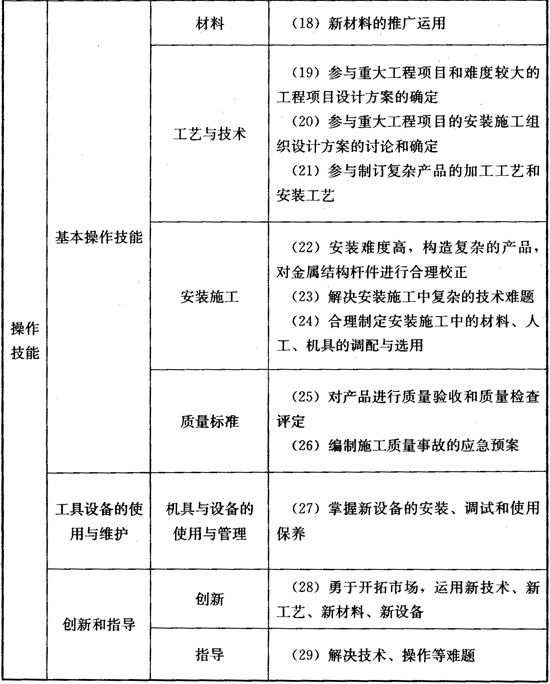 材料
（18）新材料的推广运用
工艺与技术
（19）参与重大工程项目和难度较大的
工程项目设计方案的确定
（20）参与重大工程项目的安装施工组
织设计方案的讨论和确定
（21）参与制订复杂产品的加工工艺和
安装工艺
基本操作技能
安装施工
（22）安装难度高，构造复杂的产品，
对金属结构杆件进行合理校正
（23）解决安装施工中复杂的技术难题
（24）合理制定安装施工中的材料、人
工、机具的调配与选用
操作
技能
质量标准
（25）对产品进行质量验收和质量检查
评定
（26）编制施工质量事故的应急预案
工具设备的使
用与维护
机具与设备的
使用与管理
（27）掌握新设备的安装、调试和使用
保养
创新和指导
创新
（28）勇于开拓市场，运用新技术、新
工艺、新材料、新设备
指导
（29）解决技术、操作等难题